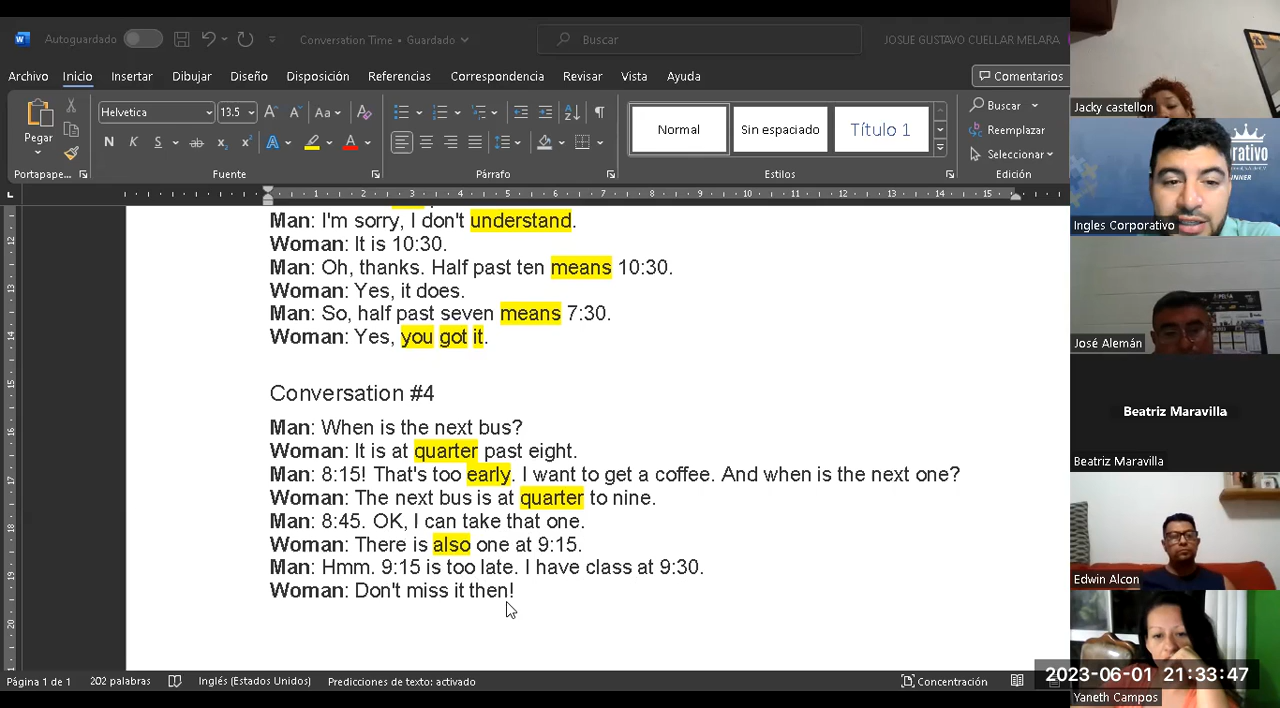 Autoguardado
Conversation Time • Guardado
Buscar
JOSUE GUSTAVO CUELLAR MELARA
Archivo Inicio Insertar Dibujar Diseño Disposición Referencias Correspondencia Revisar Vista Ayuda
Comentarios
Pegar
Helvetica 13.5
Normal
Sin espaciado
Título 1
Buscar
Reemplazar
Seleccionar
Portapape...
Fuente
Párrafo
Estilos
Edición
Man: I'm sorry, I don't understand.
Woman: It is 10:30.
Man: Oh, thanks. Half past ten means 10:30.
Woman: Yes, it does.
Man: So, half past seven means 7:30.
Woman: Yes, you got it.
Conversation #4
Man: When is the next bus?
Woman: It is at quarter past eight.
Man: 8:15! That's too early. I want to get a coffee. And when is the next one?
Woman: The next bus is at quarter to nine.
Man: 8:45. OK, I can take that one.
Woman: There is also one at 9:15.
Man: Hmm. 9:15 is too late. I have class at 9:30.
Woman: Don't miss it then!
Página 1 de 1
202 palabras
Inglés (Estados Unidos)
Predicciones de texto: activado
Concentración
Jacky castellon
Ingles Corporativo
José Alemán
Beatriz Maravilla
Beatriz Maravilla
Edwin Alcon
2023-06-01 21:33:47
Yaneth Campos